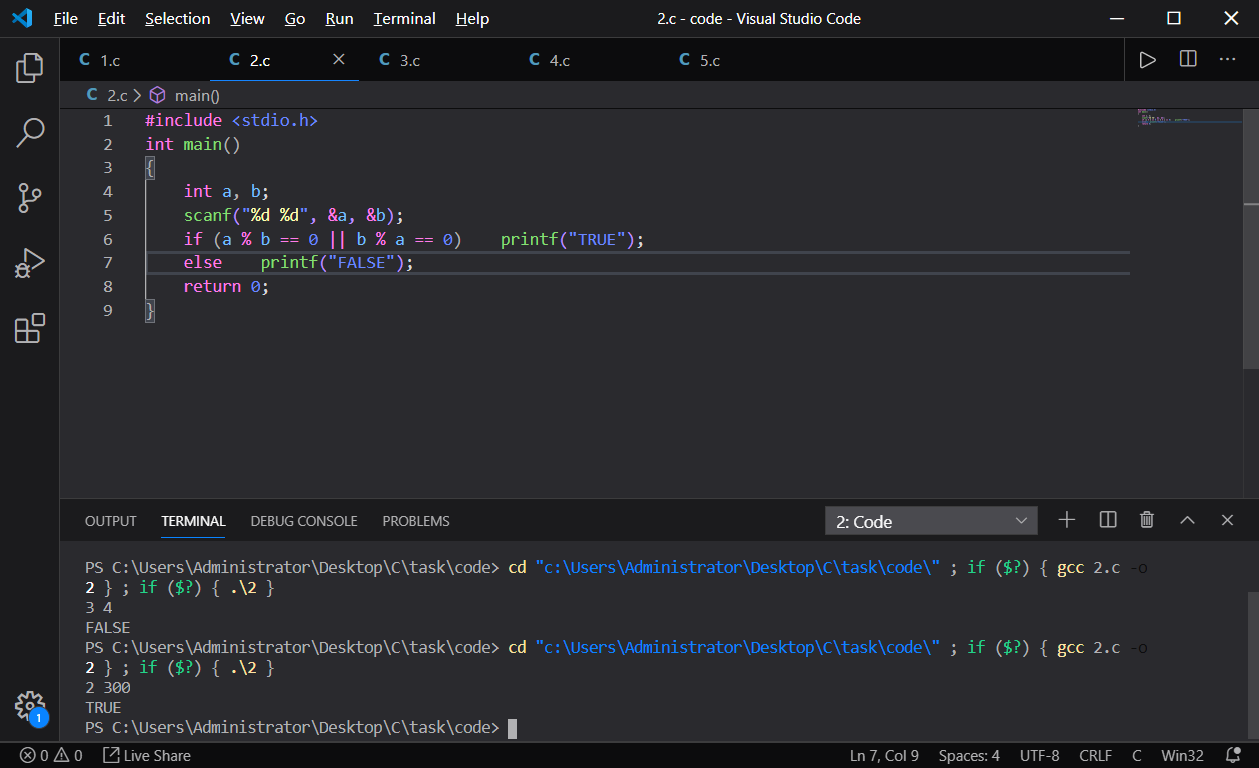 File Edit Selection View Go Run Terminal Help 2.c - code - Visual Studio Code
C 1.c C 2.c C 3.c C 4.c C 5.c
C 2.c > main()
1 #include <stdio.h>
2 int main()
3 {
4 int a, b;
5 scanf("%d %d", &a, &b);
6 if (a % b == 0 || b % a == 0) printf("TRUE");
7 else printf("FALSE");
8 return 0;
9 }
OUTPUT TERMINAL DEBUG CONSOLE PROBLEMS 2: Code
PS C:\Users\Administrator\Desktop\C\task\code> cd "c:\Users\Administrator\Desktop\C\task\code\" ; if ($?) { gcc 2.c -o
2 } ; if ($?) { .\2 }
3 4
FALSE
PS C:\Users\Administrator\Desktop\C\task\code> cd "c:\Users\Administrator\Desktop\C\task\code\" ; if ($?) { gcc 2.c -o
2 } ; if ($?) { .\2 }
2 300
TRUE
PS C:\Users\Administrator\Desktop\C\task\code>
1
0 0 Live Share Ln 7, Col 9 Spaces: 4 UTF-8 CRLF C Win32